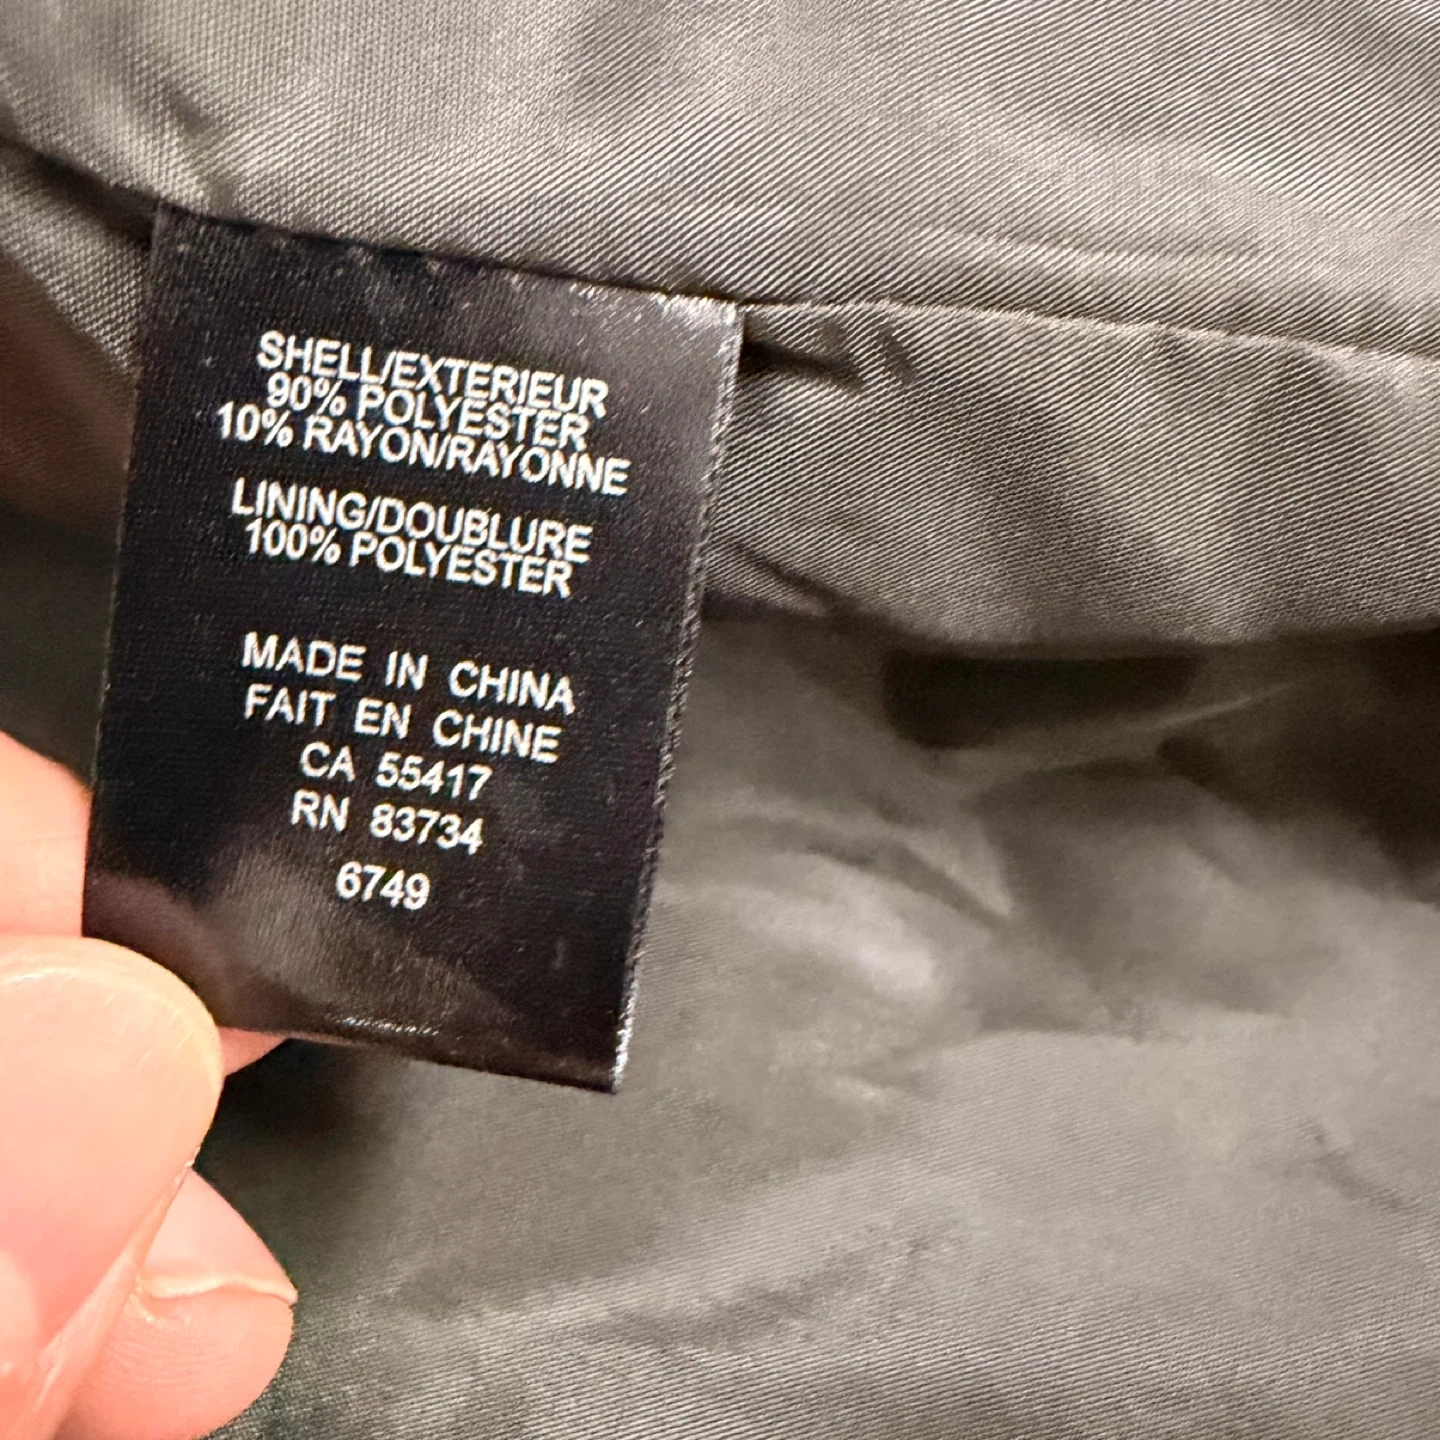 SHELL/EXTERIEUR
90% POLYESTER
10% RAYON/RAYONNE
LINING/DOUBLURE
100% POLYESTER
MADE IN CHINA
FAIT EN CHINE
CA 55417
RN 83734
6749